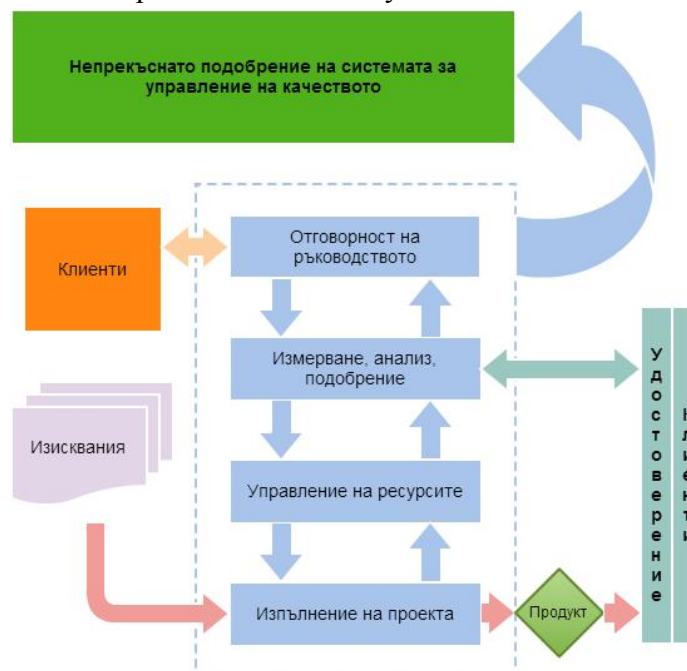 Непрекъснато подобрение на системата за
управление на качеството
Клиенти
Отговорност на
ръководството
Измерване, анализ,
подобрение
Изисквания
Управление на ресурсите
Изпълнение на проекта
Продукт
Удостоверение
Клиенти